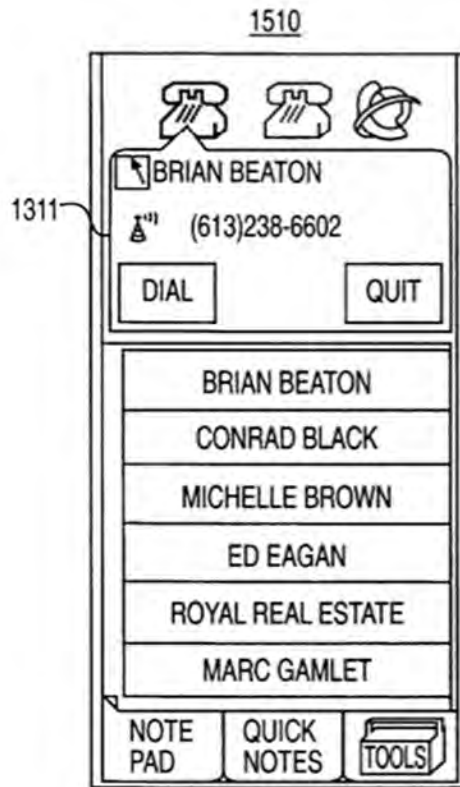 1510
BRIAN BEATON
1311
(613)238-6602
DIAL
QUIT
BRIAN BEATON
CONRAD BLACK
MICHELLE BROWN
ED EAGAN
ROYAL REAL ESTATE
MARC GAMLET
NOTE
PAD
QUICK
NOTES
TOOLS